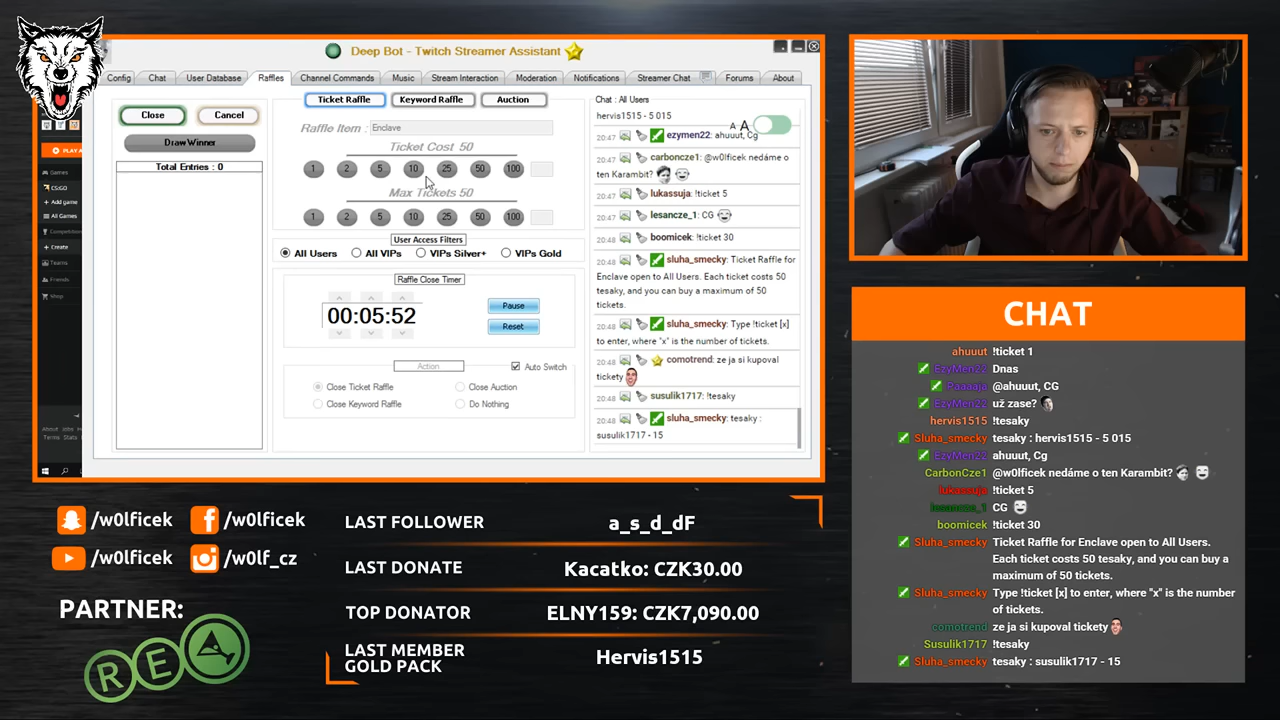 Deep Bot - Twitch Streamer Assistant
Config
Chat
User Database
Raffles
Channel Commands
Music
Stream Interaction
Moderation
Notifications
Streamer Chat
Forums
About
Close
Cancel
Draw Winner
Total Entries : 0
Ticket Raffle
Keyword Raffle
Auction
Raffle Item :
Enclave
Ticket Cost 50
1
2
5
10
25
50
100
Max Tickets 50
1
2
5
10
25
50
100
User Access Filters
All Users
All VIPs
VIPs Silver+
VIPs Gold
Raffle Close Timer
00:05:52
Pause
Reset
Action
Auto Switch
Close Ticket Raffle
Close Auction
Close Keyword Raffle
Do Nothing
Chat : All Users
hervis1515 - 5 015
A A
20:47 ezymen22: ahuuut, Cg
20:47 carboncze1: @w0lficek nedáme o
ten Karambit?
20:47 lukassuja: !ticket 5
20:47 lesancze_1: CG
20:48 boomicek: !ticket 30
20:48 sluha_smecky: Ticket Raffle for
Enclave open to All Users.
Each ticket costs 50
tesaky, and you can buy a
maximum of 50
tickets.
20:48 sluha_smecky: Type !ticket [x]
to enter, where "x" is the number
of tickets.
20:48 comotrend: ze ja si kupoval
tickety
20:48 susulik1717: !tesaky
20:48 sluha_smecky: tesaky :
susulik1717 - 15
PLAY A
Games
CS:GO
Add game
All Games
Create
Teams
Friends
Shop
CHAT
ahuuut !ticket 1
EzyMen22 Dnas
Paaaaja @ahuuut, CG
EzyMen22 už zase?
hervis1515 !tesaky
Sluha_smecky tesaky : hervis1515 - 5 015
EzyMen22 ahuuut, Cg
CarbonCze1 @w0lficek nedáme o ten Karambit?
lukassuja !ticket 5
lesancze_1 CG
boomicek !ticket 30
Sluha_smecky Ticket Raffle for Enclave open to All Users.
Each ticket costs 50 tesaky, and you can buy a
maximum of 50 tickets.
Sluha_smecky Type !ticket [x] to enter, where "x" is the number
of tickets.
comotrend ze ja si kupoval tickety
Susulik1717 !tesaky
Sluha_smecky tesaky : susulik1717 - 15
/w0lficek
/w0lficek
/w0lficek
/w0lf_cz
PARTNER:
REA
LAST FOLLOWER
a_s_d_dF
LAST DONATE
Kacatko: CZK30.00
TOP DONATOR
ELNY159: CZK7,090.00
LAST MEMBER
GOLD PACK
Hervis1515